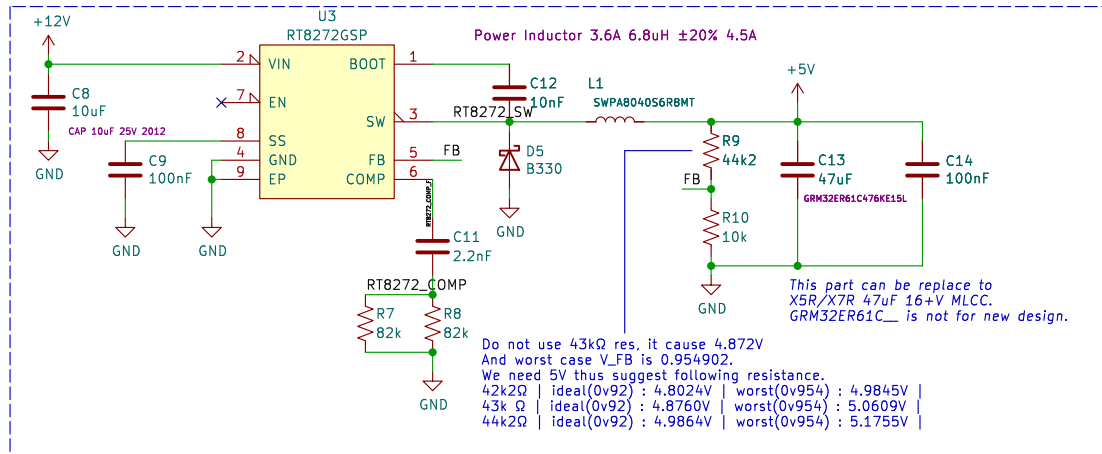 +12V
U3
RT8272GSP
Power Inductor 3.6A 6.8uH ±20% 4.5A
2 VIN
BOOT 1
7 EN
SW 3
8 SS
4 GND
FB 5
9 EP
COMP 6
C8
10uF
CAP 10uF 25V 2012
GND
C9
100nF
GND
GND
C12
10nF
RT8272_SW
L1
SWPA8040S6R8MT
+5V
FB
D5
B330
GND
R9
44k2
FB
R10
10k
GND
C13
47uF
GRM32ER61C476KE15L
C14
100nF
RT8272_COMP_F
C11
2.2nF
RT8272_COMP
R7
82k
R8
82k
GND
This part can be replace to
X5R/X7R 47uF 16+V MLCC.
GRM32ER61C__ is not for new design.
Do not use 43kΩ res, it cause 4.872V
And worst case V_FB is 0.954902.
We need 5V thus suggest following resistance.
42k2Ω | ideal(0v92) : 4.8024V | worst(0v954) : 4.9845V |
43k Ω | ideal(0v92) : 4.8760V | worst(0v954) : 5.0609V |
44k2Ω | ideal(0v92) : 4.9864V | worst(0v954) : 5.1755V |